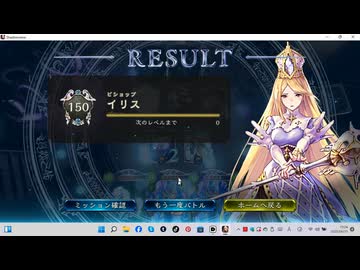 Shadowverse
RESULT
ビショップ
150
イリス
次のレベルまで 0
ミッション確認
もう一度バトル
ホームへ戻る